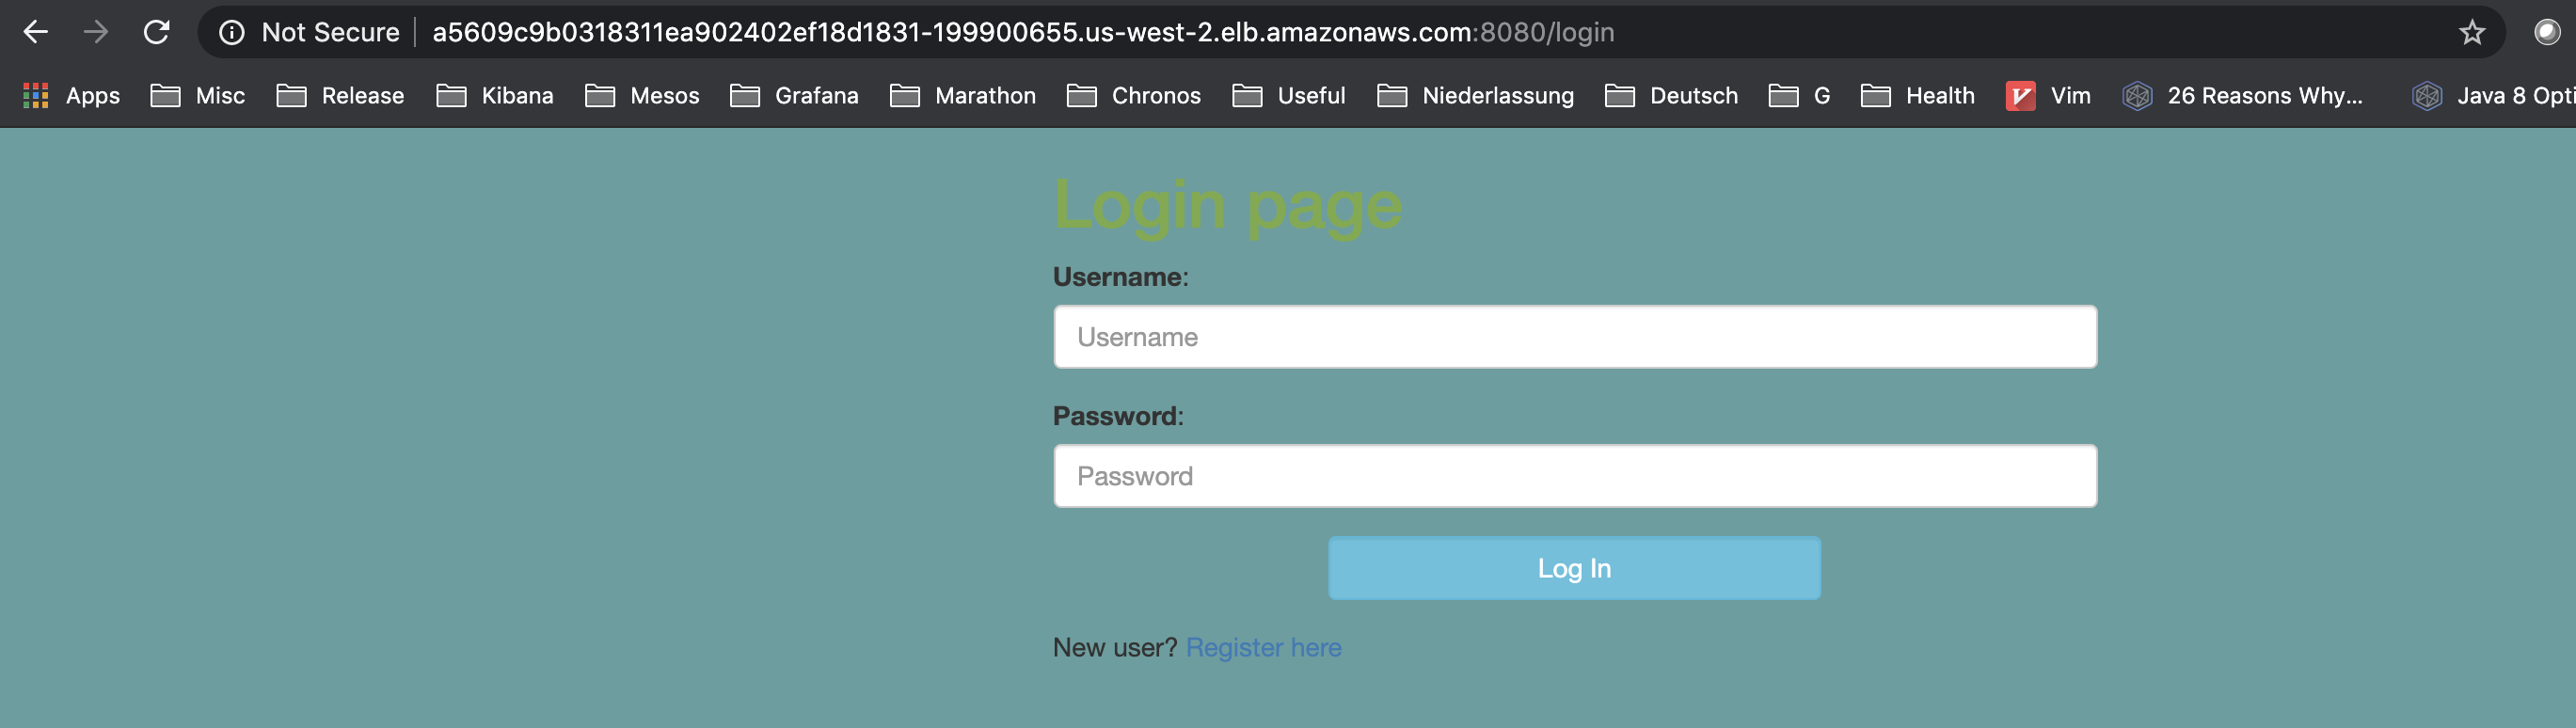 Not Secure a5609c9b0318311ea902402ef18d1831-199900655.us-west-2.elb.amazonaws.com:8080/login
Apps Misc Release Kibana Mesos Grafana Marathon Chronos Useful Niederlassung Deutsch G Health Vim 26 Reasons Why... Java 8 Opti
Login page
Username:
Username
Password:
Password
Log In
New user? Register here